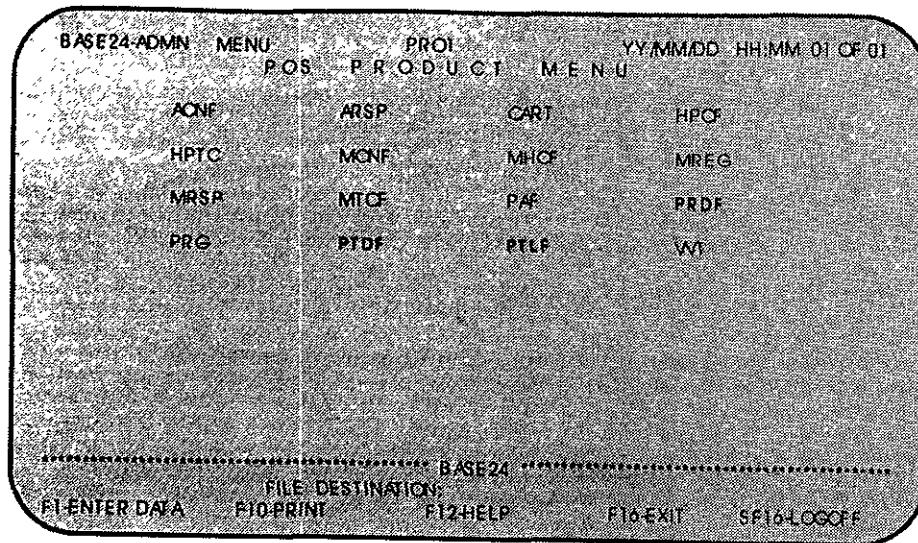 BASE24-ADMN MENU PRO1 YY/MM/DD HH:MM 01 OF 01
POS PRODUCT MENU
ACNF ARSP CART HPCF
HPTC MCNF MHCF MREG
MRSP MTCF PAF PRDF
PRG PTDF PTLF WT
*********************************** BASE24 ***********************************
FILE DESTINATION:
F1-ENTER DATA F10-PRINT F12-HELP F16-EXIT SF16-LOGOFF